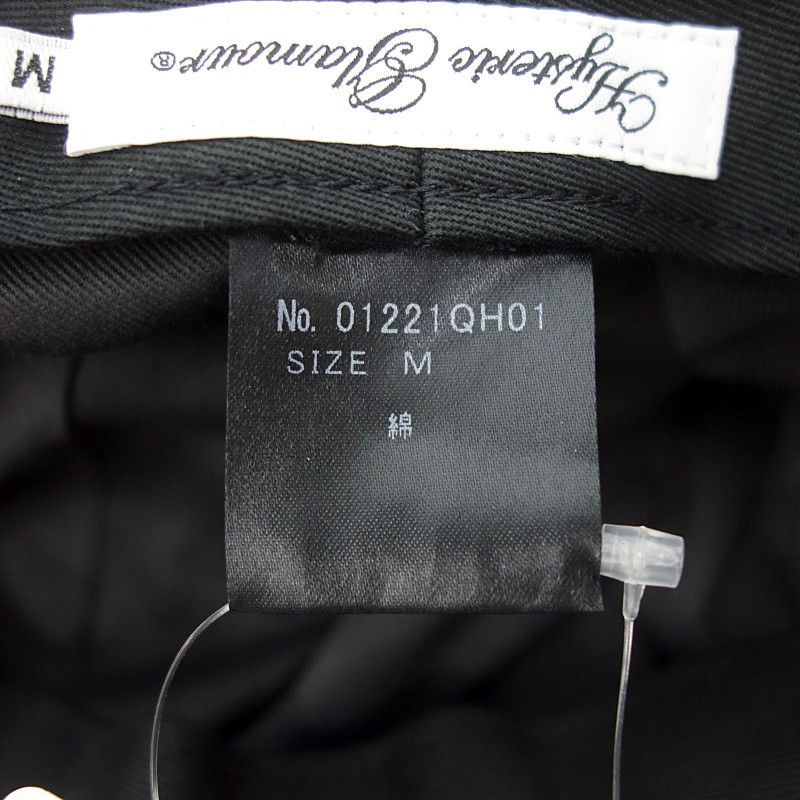 Hysteric Glamour®
M
No. 01221QH01
SIZE M
綿